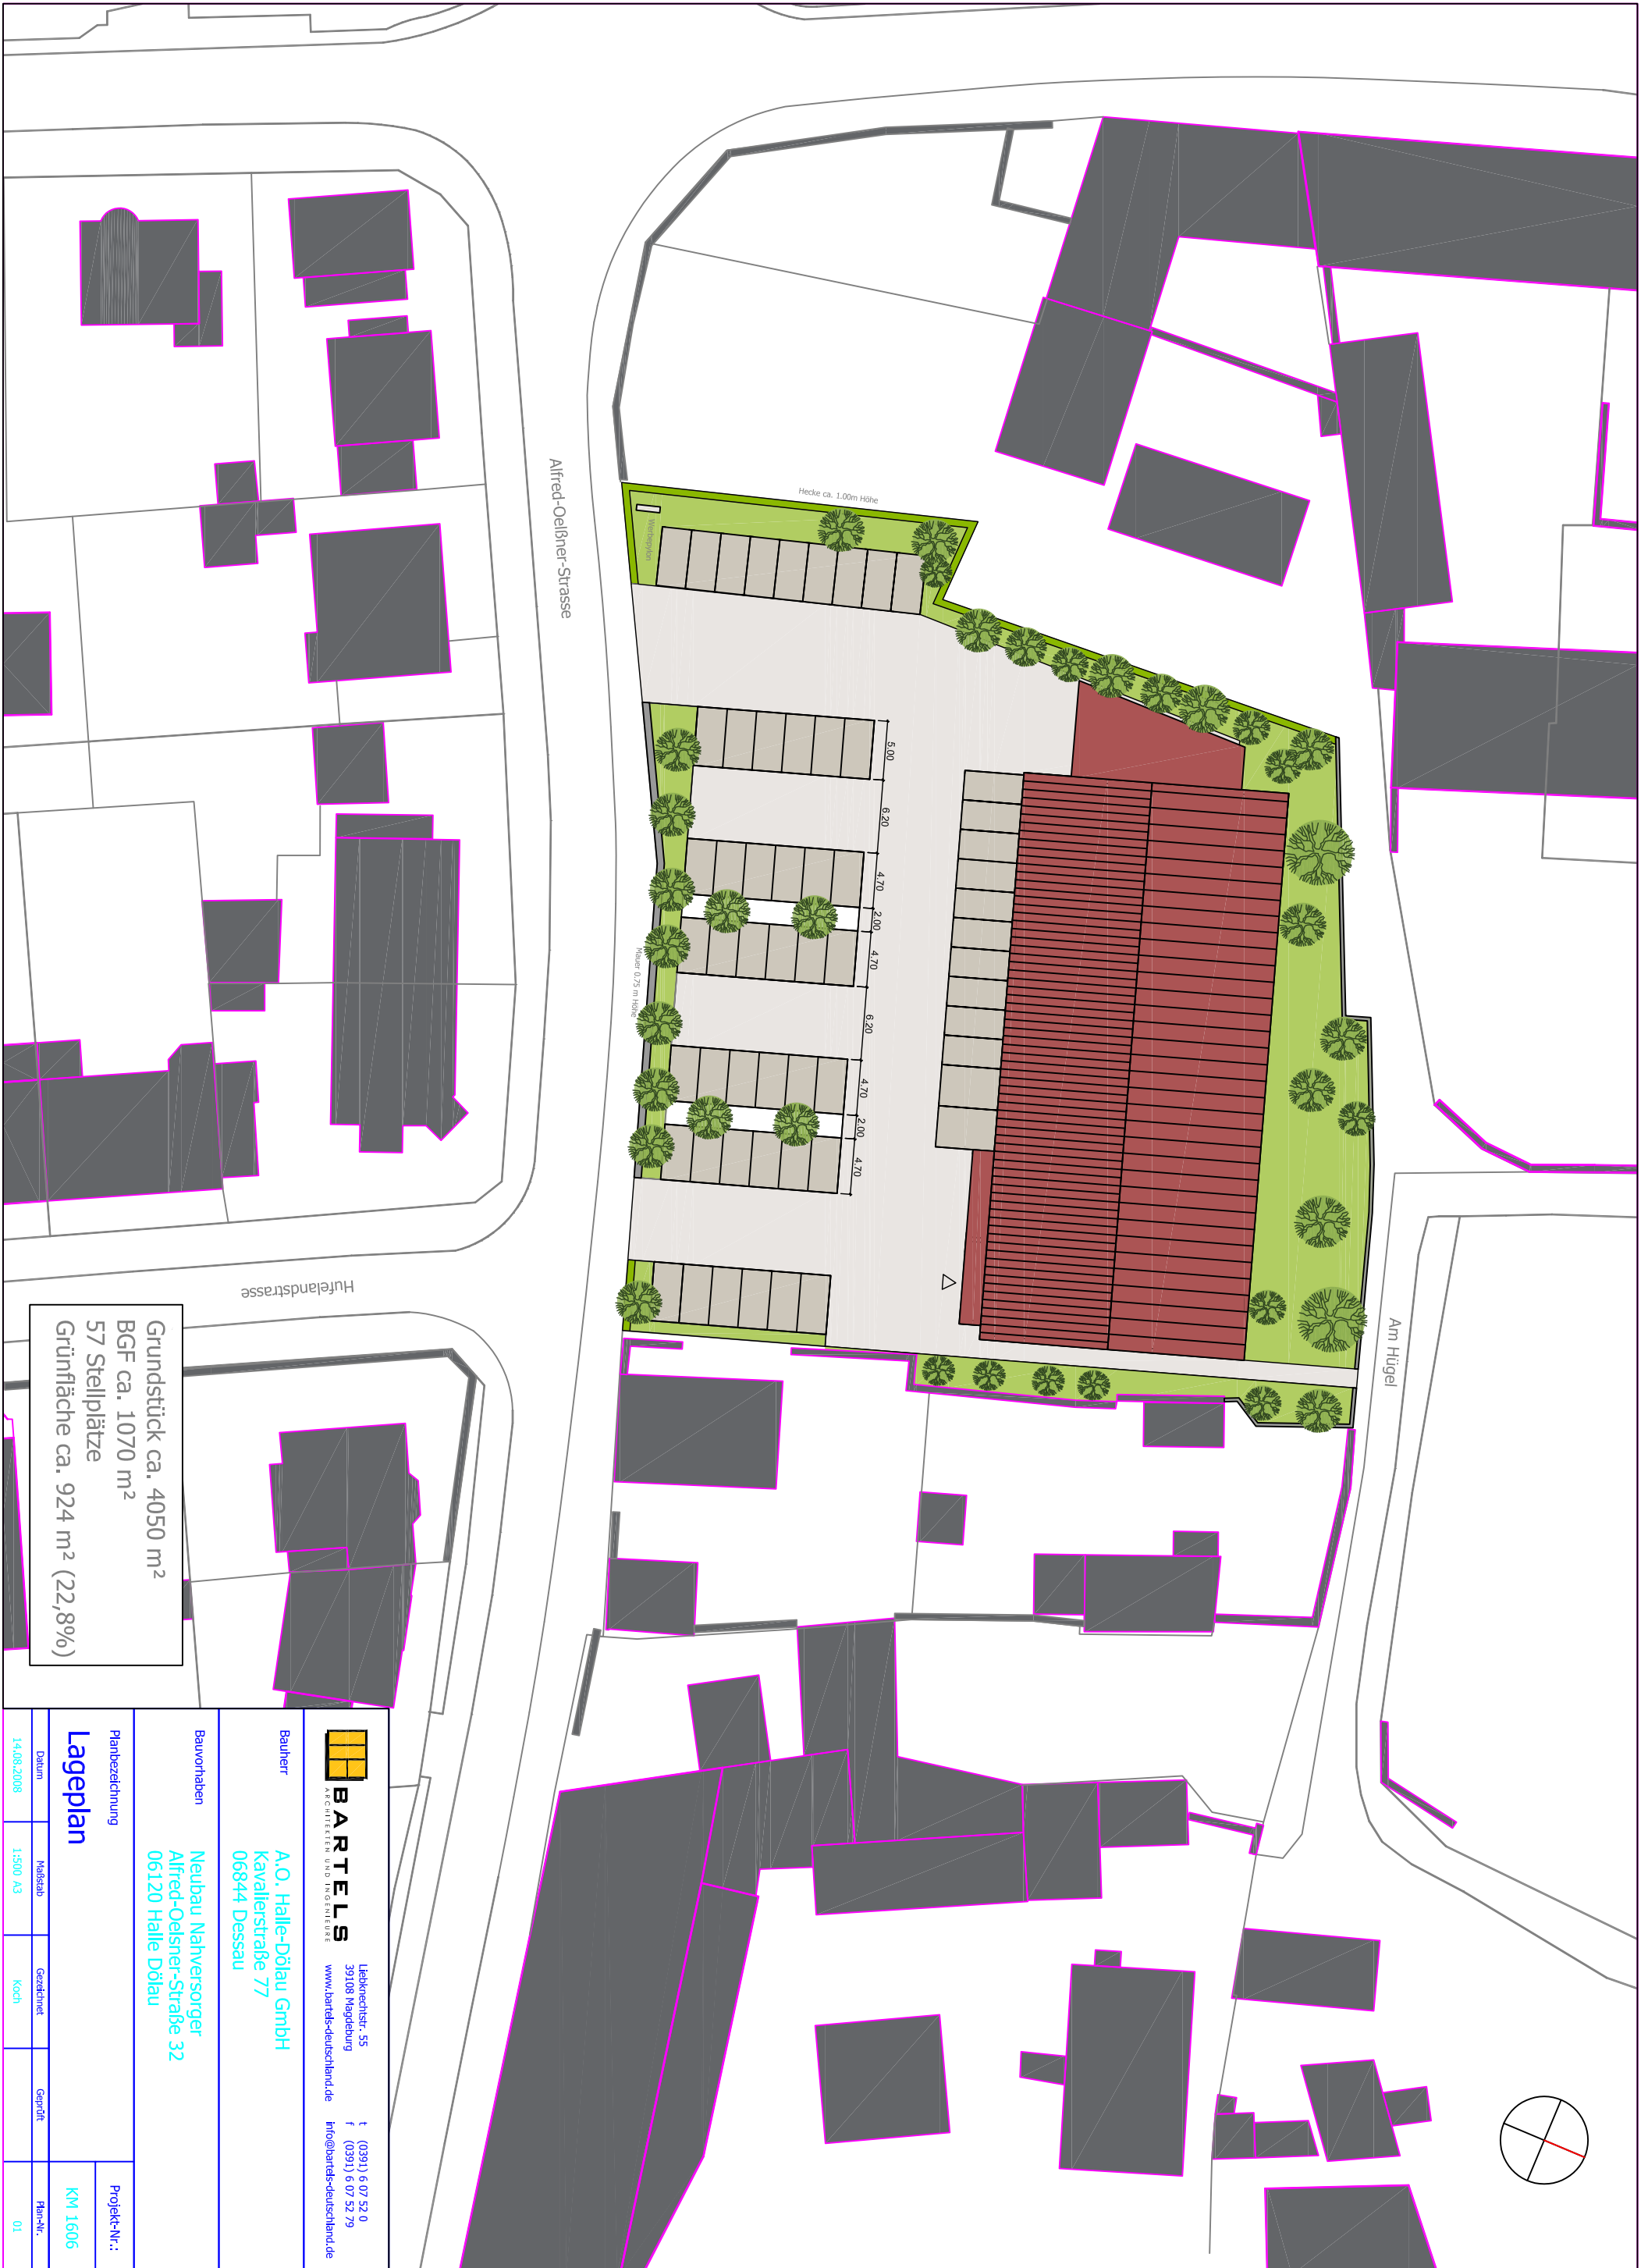 Hecke ca. 1.00m Höhe
Werbepylon
Alfred-Oelßner-Strasse
5.00
6.20
4.70
2.00
4.70
6.20
4.70
2.00
4.70
Mauer 0.75 m Höhe
Hufelandstrasse
Am Hügel
Grundstück ca. 4050 m²
BGF ca. 1070 m²
57 Stellplätze
Grünfläche ca. 924 m² (22,8%)
BARTELS
ARCHITEKTEN UND INGENIEURE
Liebknechtstr. 55
39108 Magdeburg
www.bartels-deutschland.de
t (0391) 6 07 52 0
f (0391) 6 07 52 79
info@bartels-deutschland.de
Bauherr
A.O. Halle-Dölau GmbH
Kavalierstraße 77
06844 Dessau
Bauvorhaben
Neubau Nahversorger
Alfred-Oelsner-Straße 32
06120 Halle Dölau
Planbezeichnung
Lageplan
Projekt-Nr.:
KM 1606
Datum Maßstab Gezeichnet Geprüft Plan-Nr.
14.08.2008 1:500 A3 Koch 01